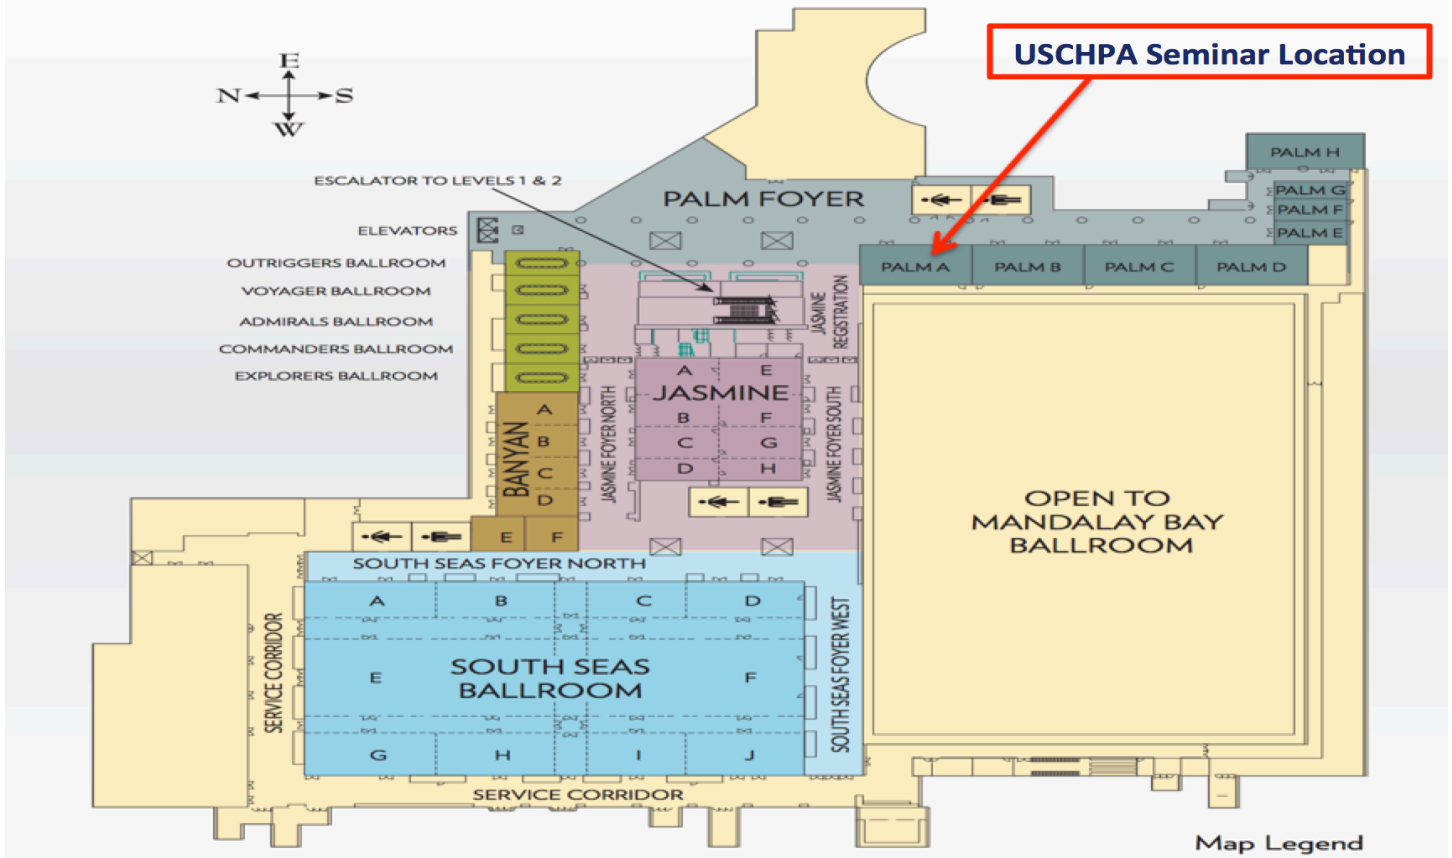 USCHPA Seminar Location
E
N S
W
PALM H
ESCALATOR TO LEVELS 1 & 2
PALM FOYER
PALM G
PALM F
PALM E
ELEVATORS
OUTRIGGERS BALLROOM
VOYAGER BALLROOM
ADMIRALS BALLROOM
COMMANDERS BALLROOM
EXPLORERS BALLROOM
PALM A
PALM B
PALM C
PALM D
JASMINE
REGISTRATION
A E
JASMINE
B F
C G
D H
JASMINE FOYER NORTH
JASMINE FOYER SOUTH
BANYAN
A
B
C
D
E F
OPEN TO
MANDALAY BAY
BALLROOM
SOUTH SEAS FOYER NORTH
A B C D
SOUTH SEAS
BALLROOM
E F
G H I J
SERVICE CORRIDOR
SOUTH SEAS FOYER WEST
SERVICE CORRIDOR
Map Legend